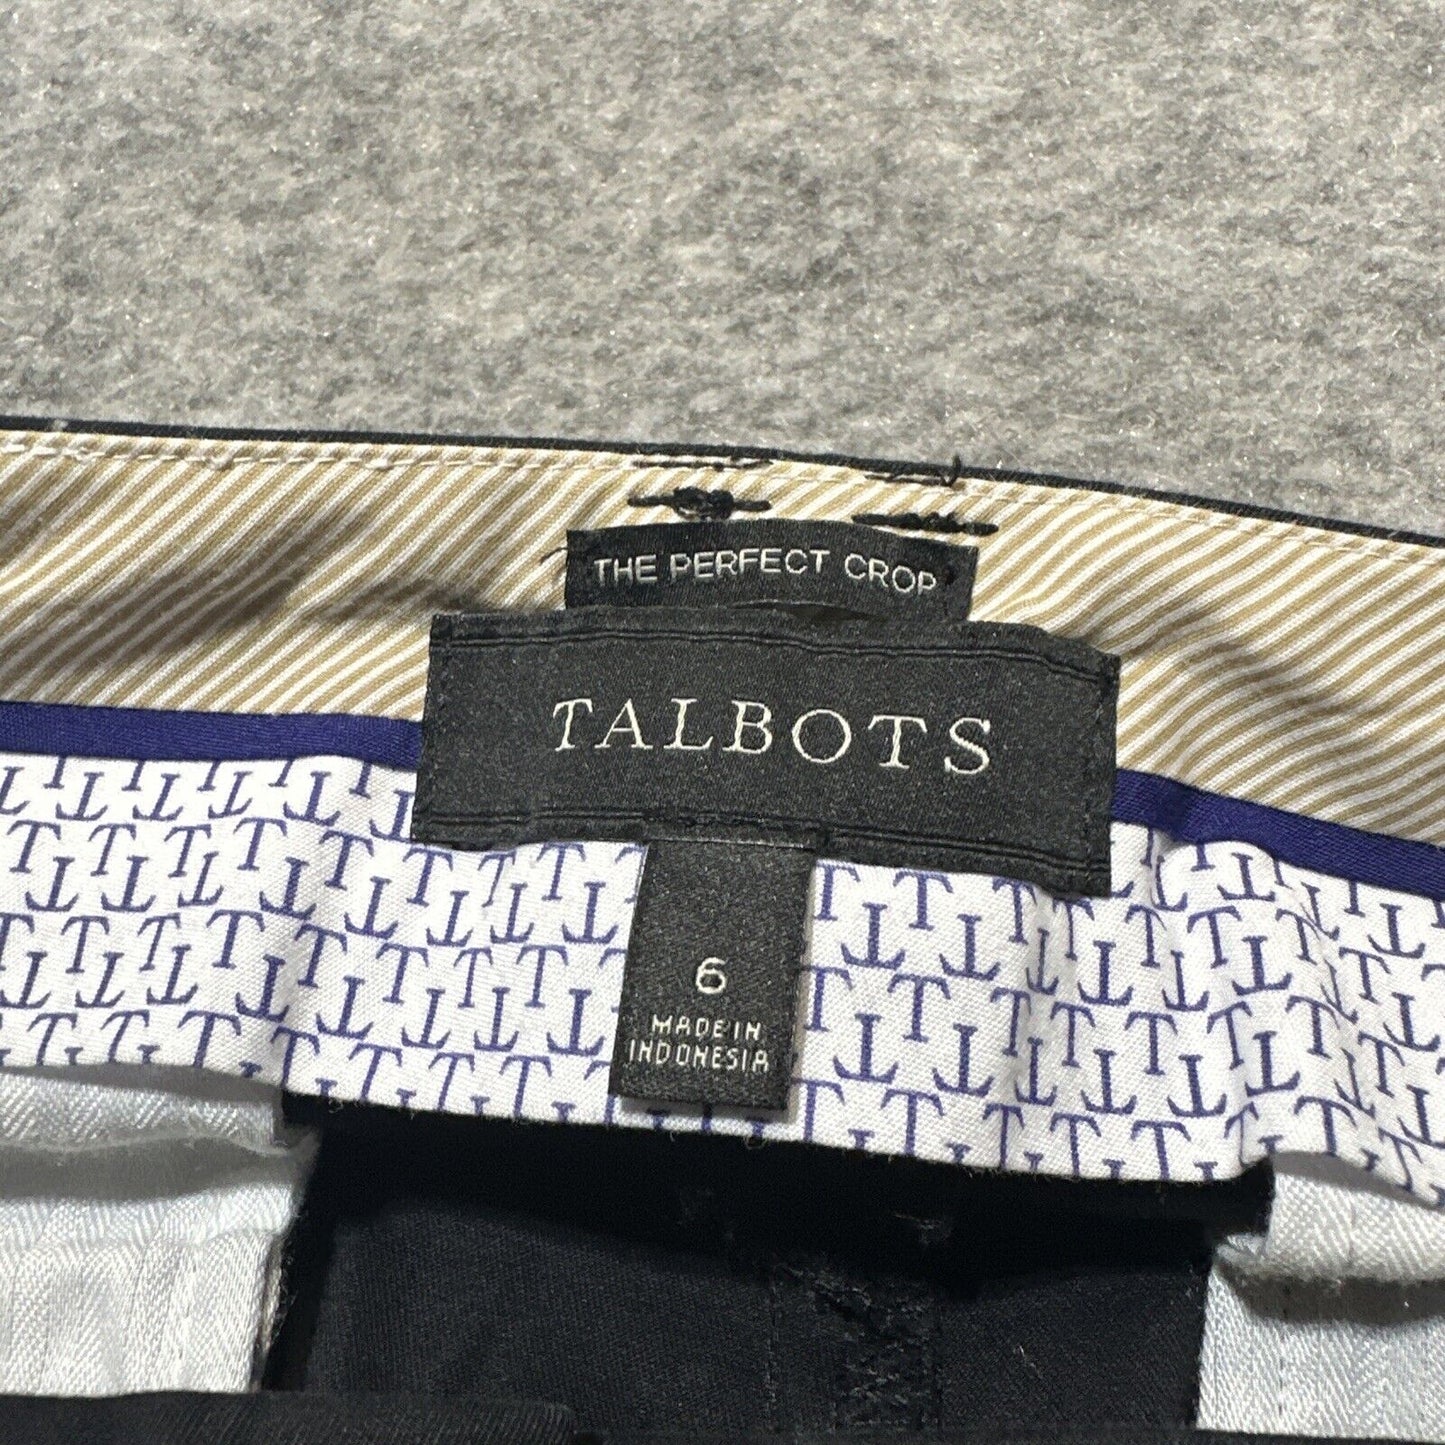 THE PERFECT CROP
TALBOTS
6
MADE IN
INDONESIA